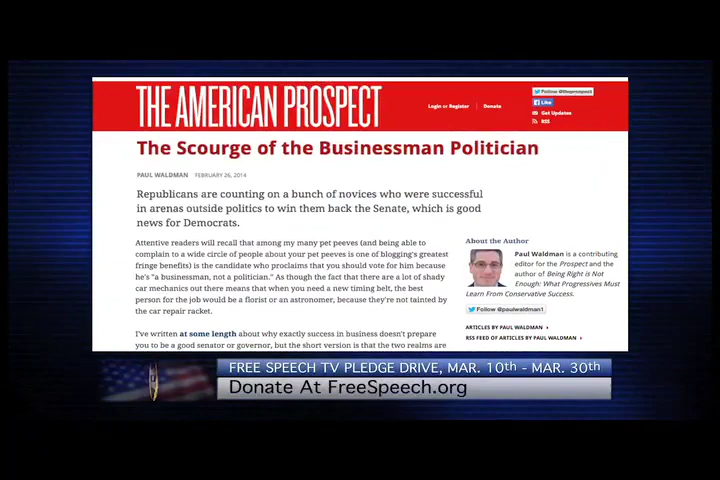 THE AMERICAN PROSPECT
Login or Register | Donate
Follow @theprospect
Like
Get Updates
RSS
The Scourge of the Businessman Politician
PAUL WALDMAN FEBRUARY 26, 2014
Republicans are counting on a bunch of novices who were successful
in arenas outside politics to win them back the Senate, which is good
news for Democrats.
Attentive readers will recall that among my many pet peeves (and being able to
complain to a wide circle of people about your pet peeves is one of blogging's greatest
fringe benefits) is the candidate who proclaims that you should vote for him because
he's "a businessman, not a politician." As though the fact that there are a lot of shady
car mechanics out there means that when you need a new timing belt, the best
person for the job would be a florist or an astronomer, because they're not tainted by
the car repair racket.
I've written at some length about why exactly success in business doesn't prepare
you to be a good senator or governor, but the short version is that the two realms are
About the Author
Paul Waldman is a contributing
editor for the Prospect and the
author of Being Right is Not
Enough: What Progressives Must
Learn From Conservative Success.
Follow @paulwaldman1
ARTICLES BY PAUL WALDMAN
RSS FEED OF ARTICLES BY PAUL WALDMAN
FREE SPEECH TV PLEDGE DRIVE, MAR. 10th - MAR. 30th
Donate At FreeSpeech.org